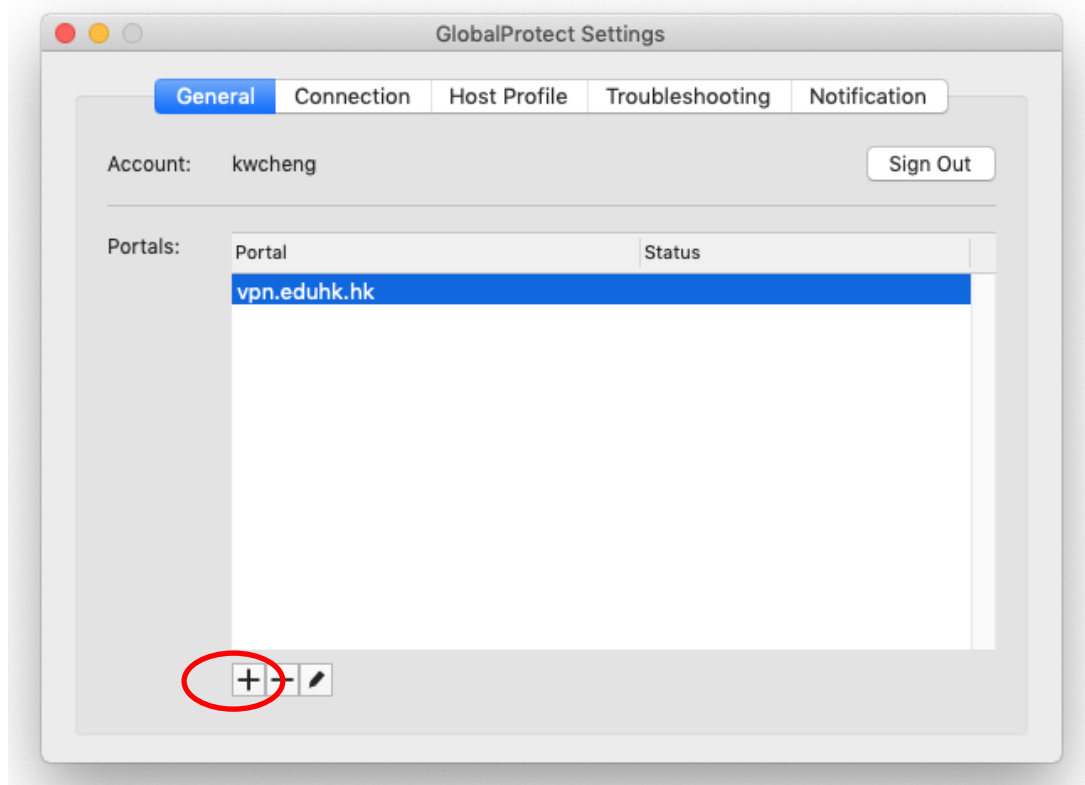 GlobalProtect Settings
General Connection Host Profile Troubleshooting Notification
Account: kwcheng Sign Out
Portals: Portal Status
vpn.eduhk.hk